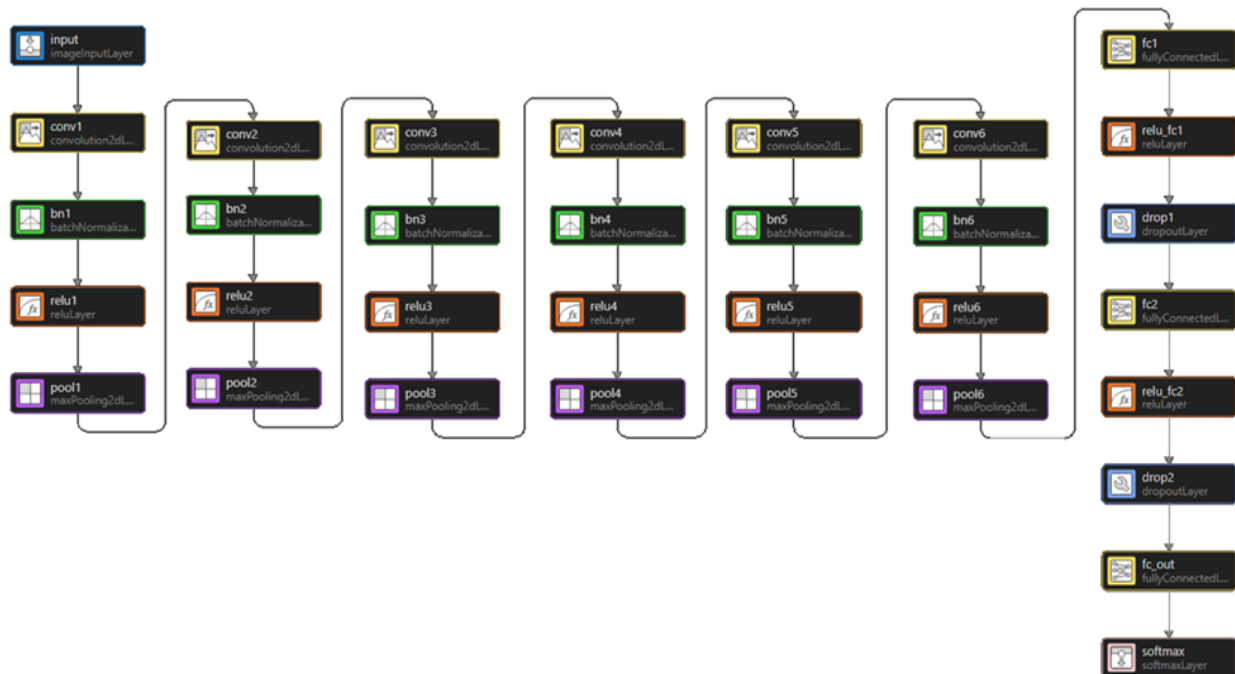 input
imageInputLayer
conv1
convolution2dL...
bn1
batchNormaliza...
relu1
reluLayer
pool1
maxPooling2dL...
conv2
convolution2dL...
bn2
batchNormaliza...
relu2
reluLayer
pool2
maxPooling2dL...
conv3
convolution2dL...
bn3
batchNormaliza...
relu3
reluLayer
pool3
maxPooling2dL...
conv4
convolution2dL...
bn4
batchNormaliza...
relu4
reluLayer
pool4
maxPooling2dL...
conv5
convolution2dL...
bn5
batchNormaliza...
relu5
reluLayer
pool5
maxPooling2dL...
conv6
convolution2dL...
bn6
batchNormaliza...
relu6
reluLayer
pool6
maxPooling2dL...
fc1
fullyConnectedL...
relu_fc1
reluLayer
drop1
dropoutLayer
fc2
fullyConnectedL...
relu_fc2
reluLayer
drop2
dropoutLayer
fc_out
fullyConnectedL...
softmax
softmaxLayer